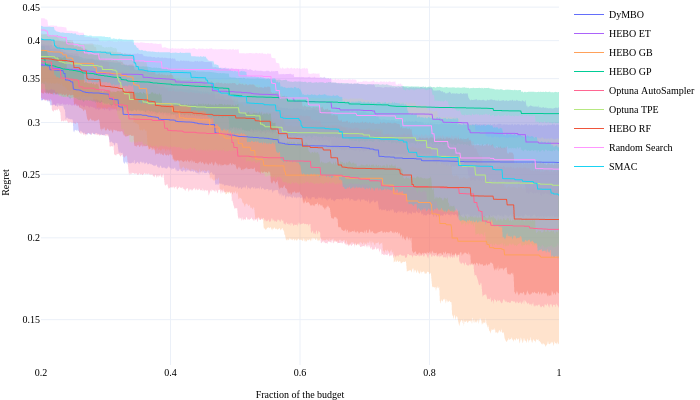 0.45
0.4
0.35
0.3
0.25
0.2
0.15
Regret
0.2
0.4
0.6
0.8
1
Fraction of the budget
DyMBO
HEBO ET
HEBO GB
HEBO GP
Optuna AutoSampler
Optuna TPE
HEBO RF
Random Search
SMAC